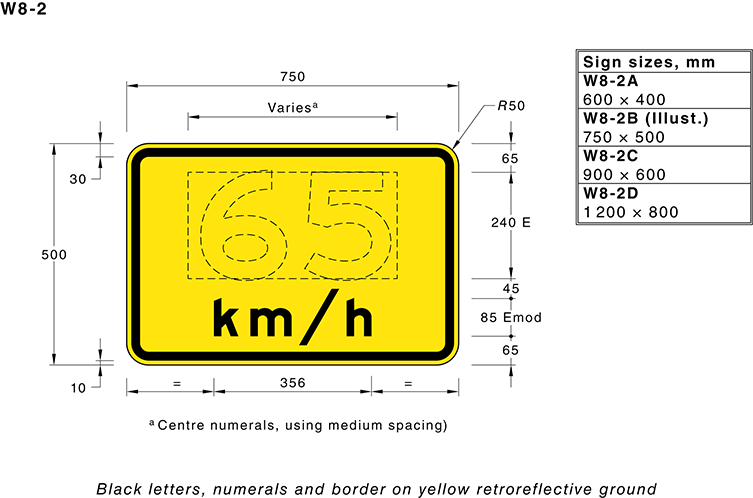 W8-2
750
Variesᵃ
R50
Sign sizes, mm
W8-2A
600 × 400
W8-2B (Illust.)
750 × 500
W8-2C
900 × 600
W8-2D
1 200 × 800
30
500
10
65
65
240 E
45
km/h
85 Emod
65
= 356 =
ᵃ Centre numerals, using medium spacing)
Black letters, numerals and border on yellow retroreflective ground